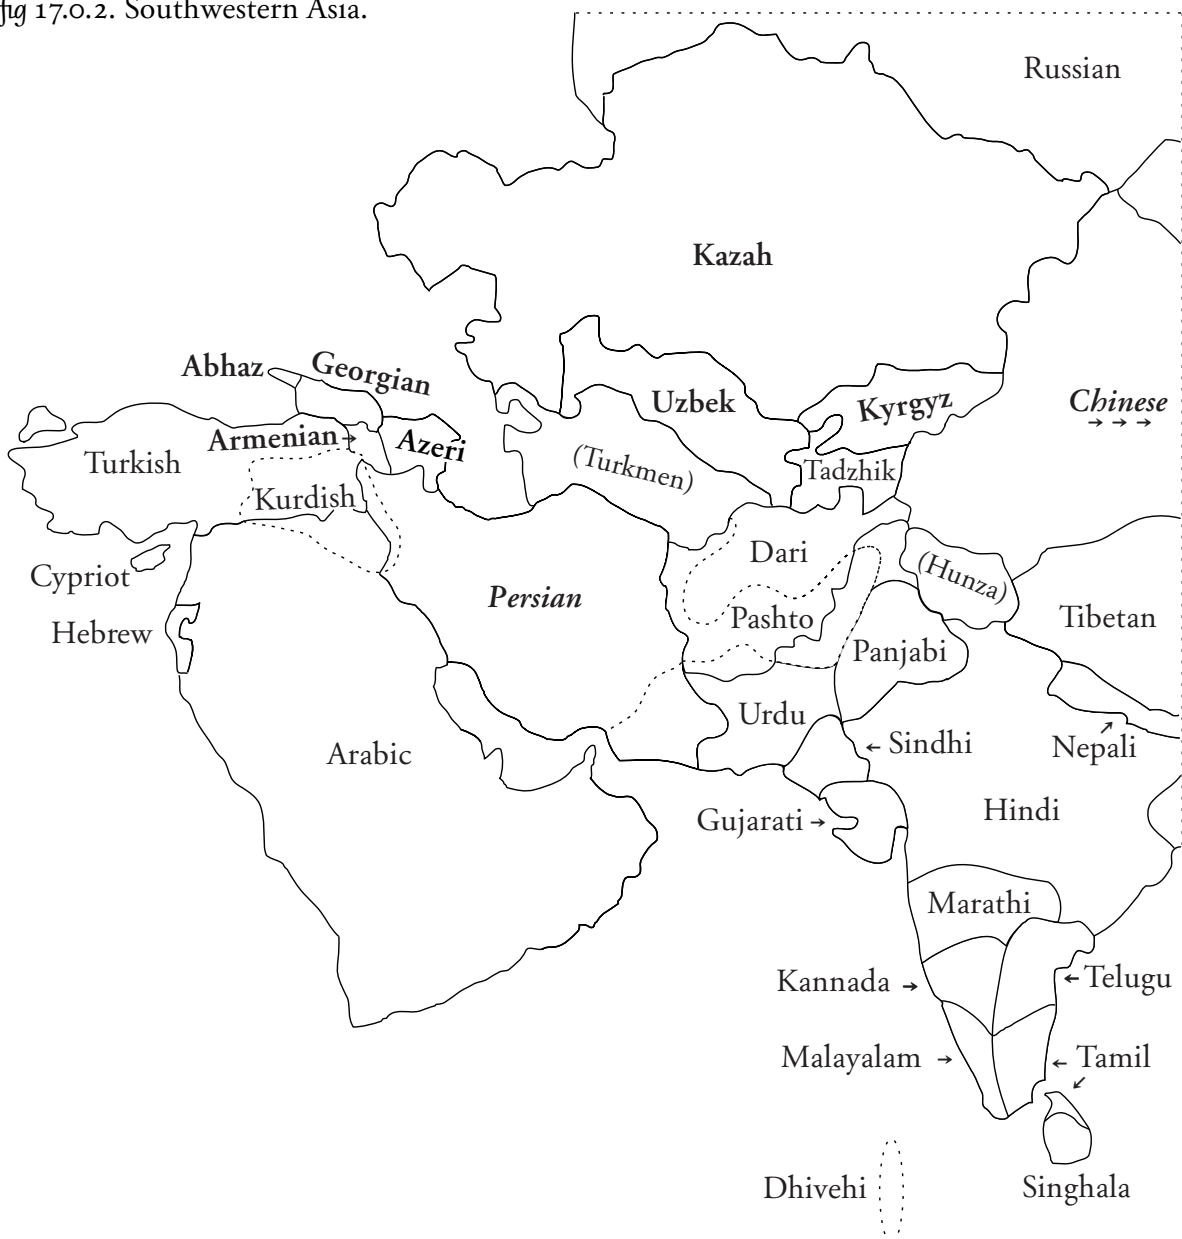 fig 17.0.2. Southwestern Asia.
Russian
Kazah
Abhaz
Georgian
Uzbek
Kyrgyz
Chinese
→ → →
Turkish
Armenian →
Azeri
(Turkmen)
Tadzhik
Kurdish
Dari
(Hunza)
Cypriot
Persian
Pashto
Tibetan
Hebrew
Panjabi
Urdu
← Sindhi
Nepali
Arabic
Hindi
Gujarati →
Marathi
Kannada →
← Telugu
Malayalam →
← Tamil
Dhivehi
Singhala